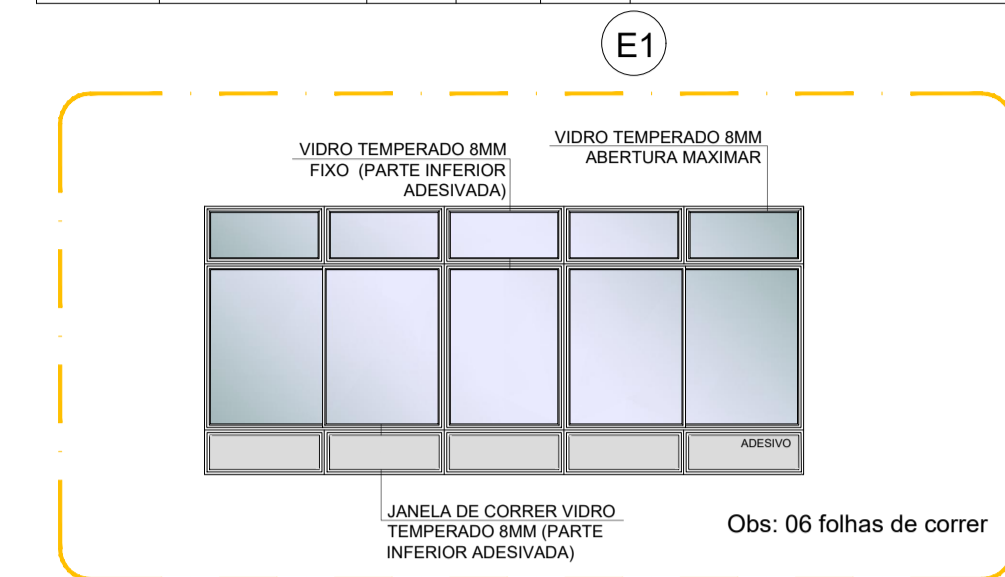 E1
VIDRO TEMPERADO 8MM
FIXO (PARTE INFERIOR
ADESIVADA)
VIDRO TEMPERADO 8MM
ABERTURA MAXIMAR
ADESIVO
JANELA DE CORRER VIDRO
TEMPERADO 8MM (PARTE
INFERIOR ADESIVADA)
Obs: 06 folhas de correr